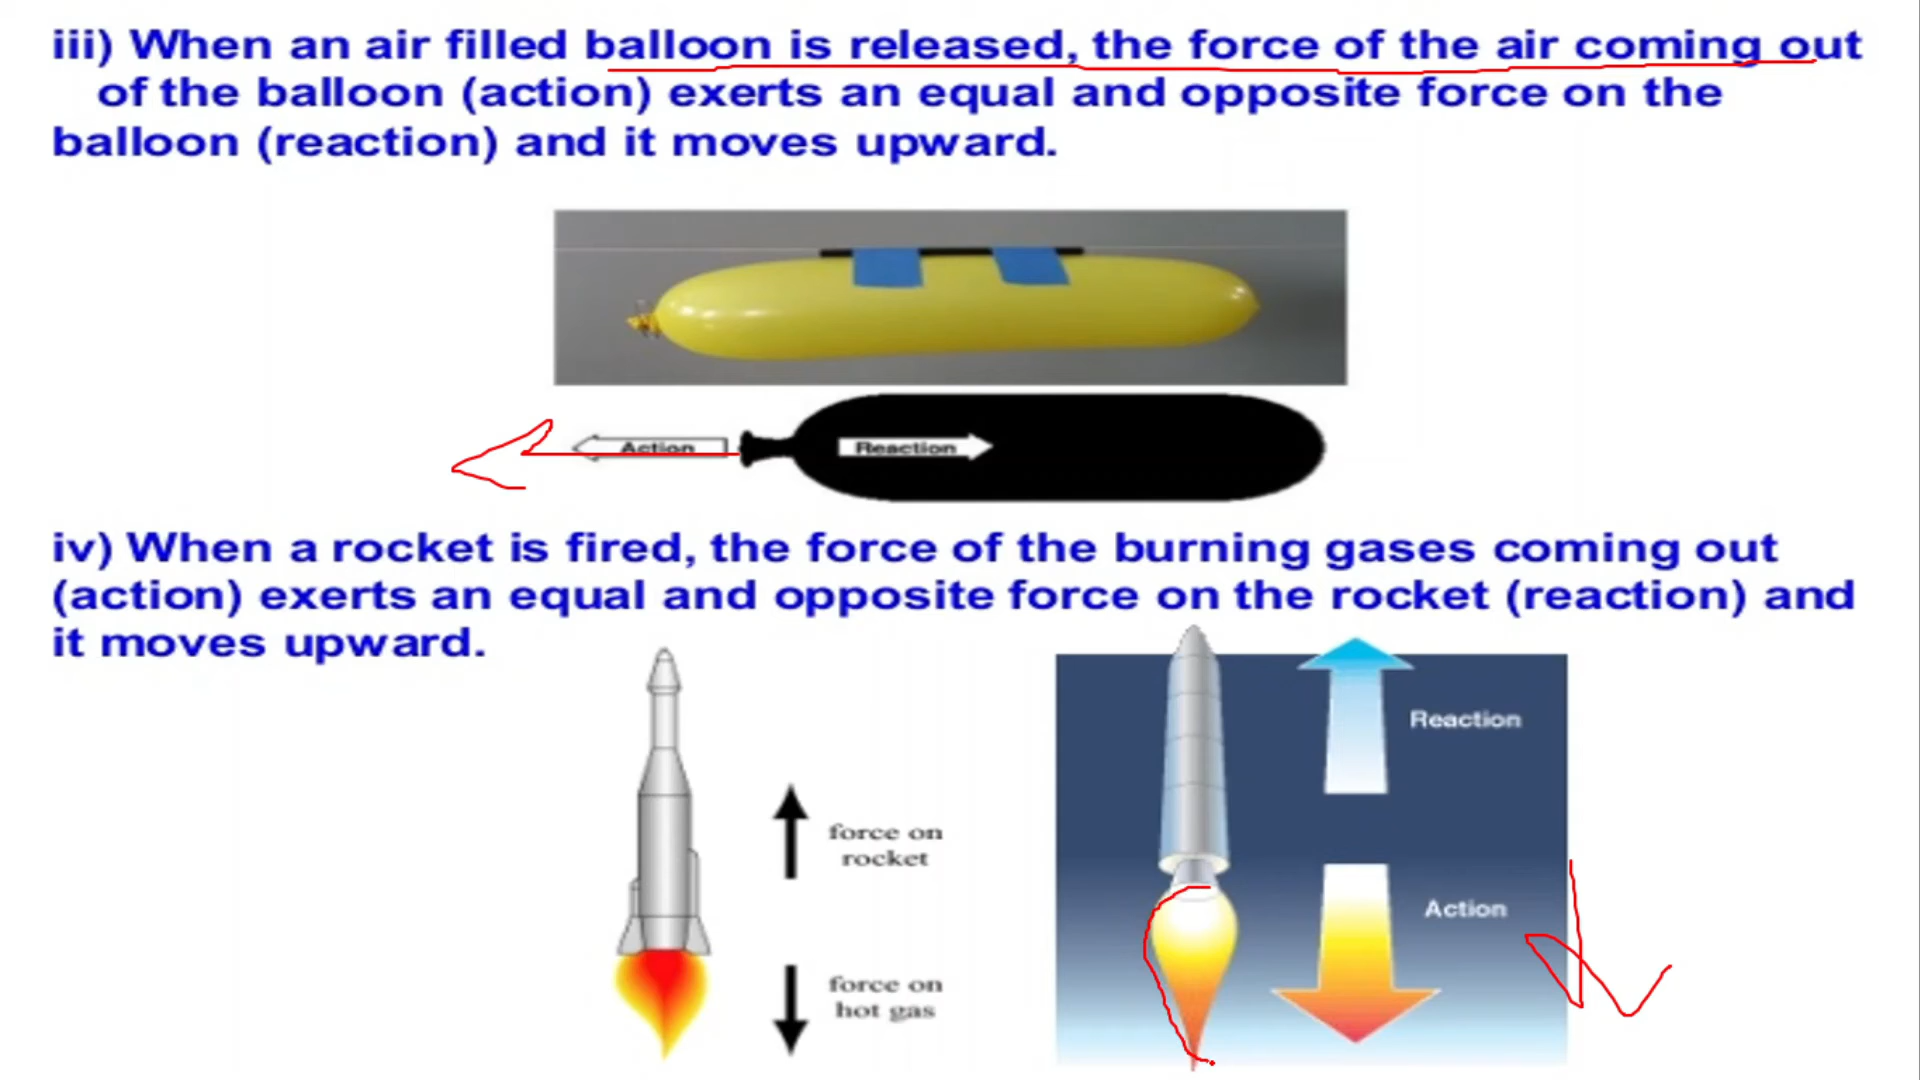 iii) When an air filled balloon is released, the force of the air coming out
of the balloon (action) exerts an equal and opposite force on the
balloon (reaction) and it moves upward.
Action
Reaction
iv) When a rocket is fired, the force of the burning gases coming out
(action) exerts an equal and opposite force on the rocket (reaction) and
it moves upward.
force on
rocket
force on
hot gas
Reaction
Action